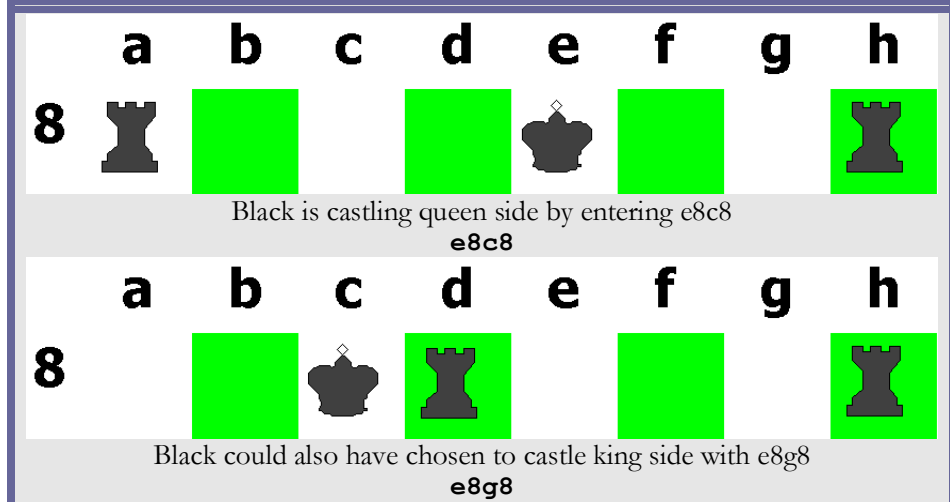 a b c d e f g h
8
Black is castling queen side by entering e8c8
e8c8
a b c d e f g h
8
Black could also have chosen to castle king side with e8g8
e8g8